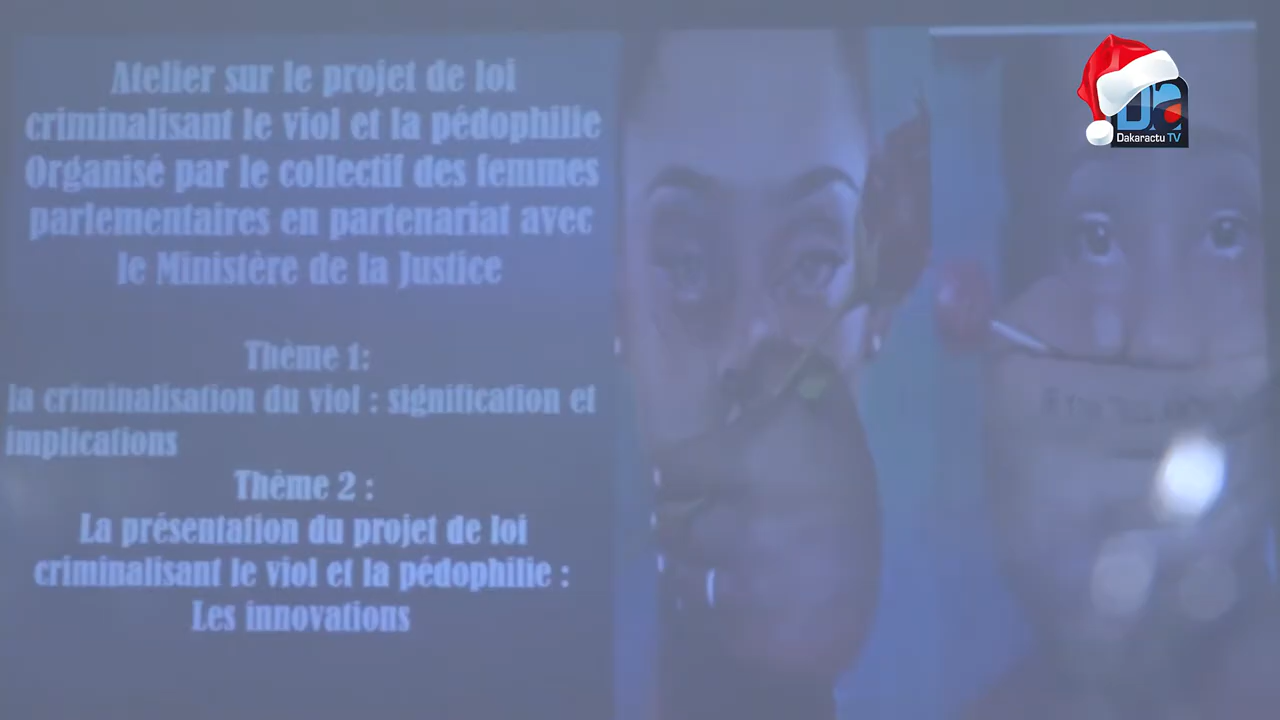 Atelier sur le projet de loi
criminalisant le viol et la pédophilie
Organisé par le collectif des femmes
parlementaires en partenariat avec
le Ministère de la Justice
Thème 1:
la criminalisation du viol : signification et
implications
Thème 2 :
La présentation du projet de loi
criminalisant le viol et la pédophilie :
Les innovations
Da
Dakaractu TV